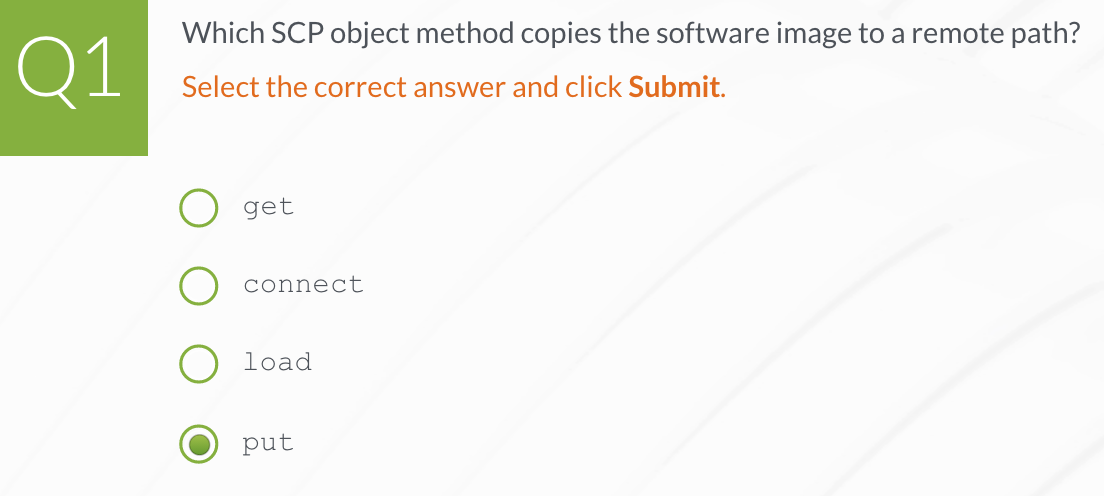 Q1
Which SCP object method copies the software image to a remote path?
Select the correct answer and click Submit.
get
connect
load
put